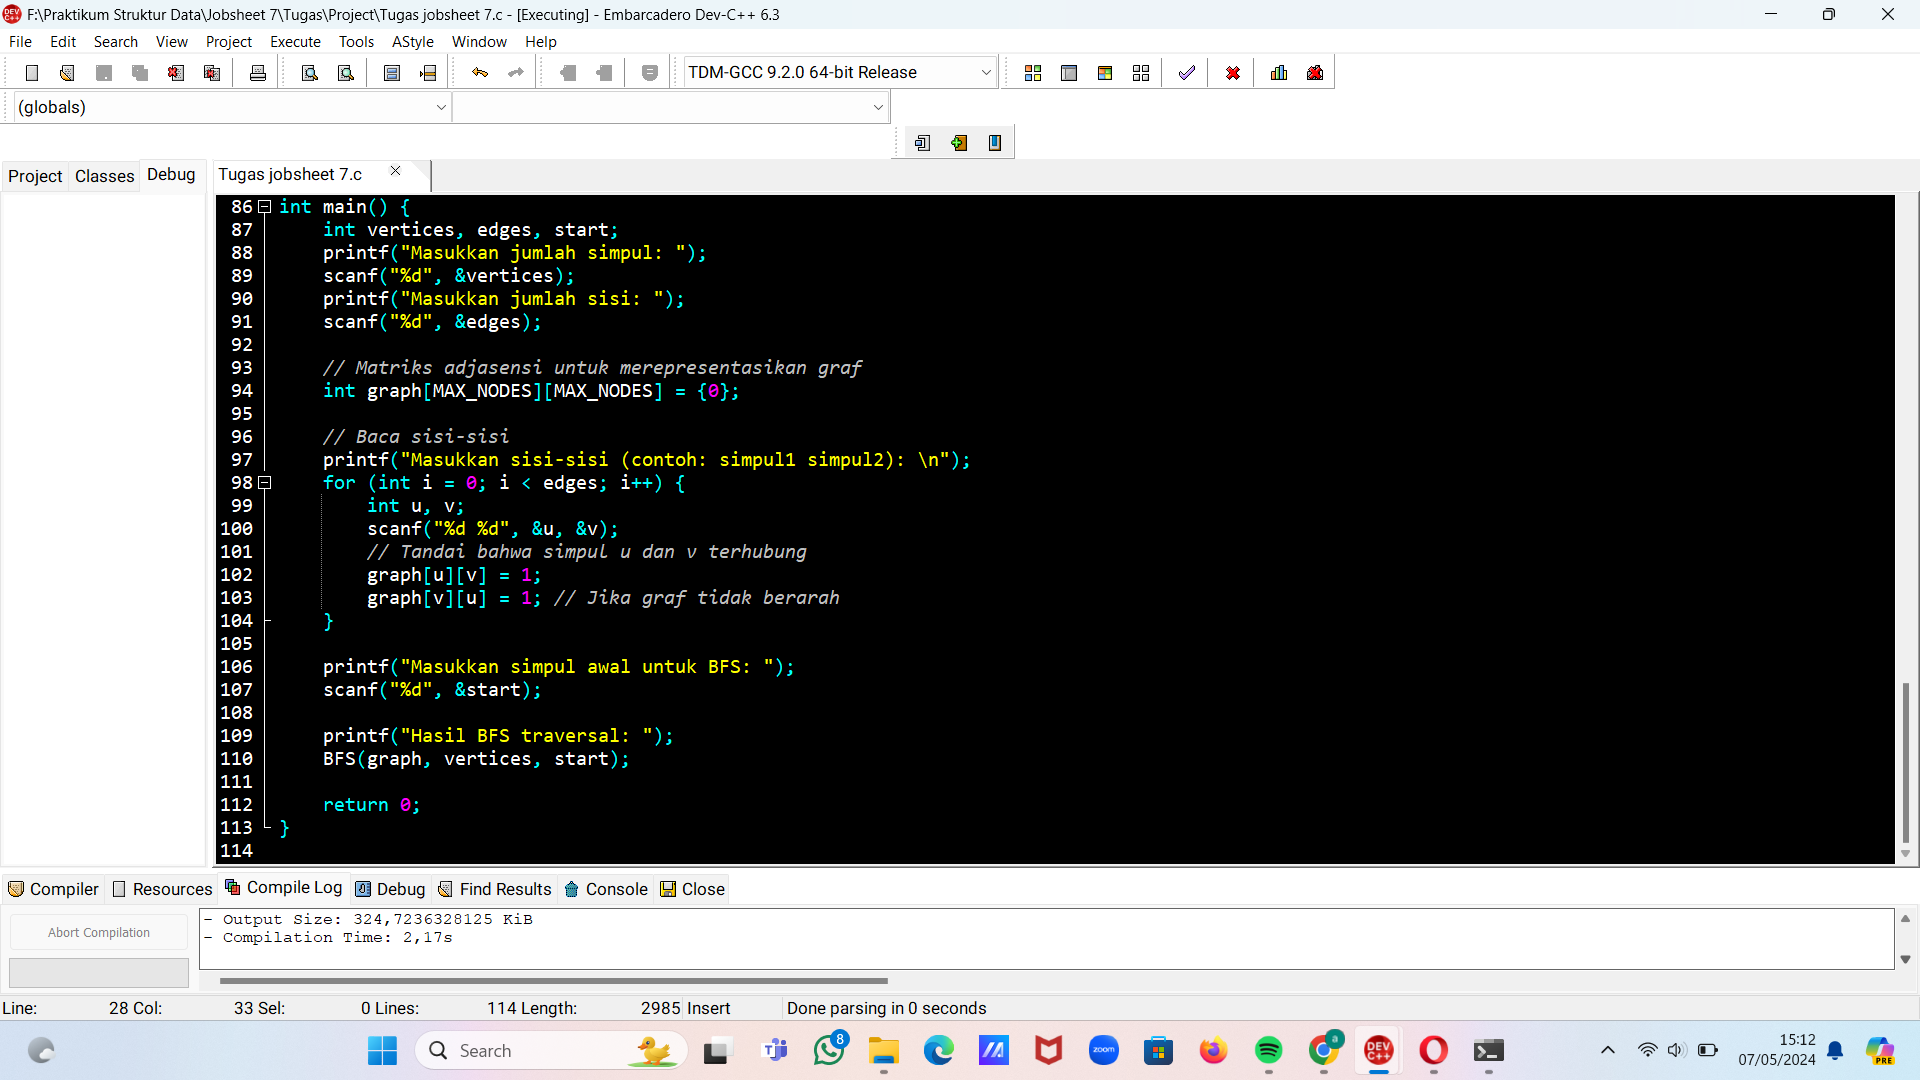 F:\Praktikum Struktur Data\Jobsheet 7\Tugas\Project\Tugas jobsheet 7.c - [Executing] - Embarcadero Dev-C++ 6.3
File Edit Search View Project Execute Tools AStyle Window Help
TDM-GCC 9.2.0 64-bit Release
(globals)
Project Classes Debug
Tugas jobsheet 7.c
86 int main() {
87 int vertices, edges, start;
88 printf("Masukkan jumlah simpul: ");
89 scanf("%d", &vertices);
90 printf("Masukkan jumlah sisi: ");
91 scanf("%d", &edges);
92
93 // Matriks adjasensi untuk merepresentasikan graf
94 int graph[MAX_NODES][MAX_NODES] = {0};
95
96 // Baca sisi-sisi
97 printf("Masukkan sisi-sisi (contoh: simpul1 simpul2): \n");
98 for (int i = 0; i < edges; i++) {
99 int u, v;
100 scanf("%d %d", &u, &v);
101 // Tandai bahwa simpul u dan v terhubung
102 graph[u][v] = 1;
103 graph[v][u] = 1; // Jika graf tidak berarah
104 }
105
106 printf("Masukkan simpul awal untuk BFS: ");
107 scanf("%d", &start);
108
109 printf("Hasil BFS traversal: ");
110 BFS(graph, vertices, start);
111
112 return 0;
113 }
114
Compiler Resources Compile Log Debug Find Results Console Close
Abort Compilation
- Output Size: 324,7236328125 KiB
- Compilation Time: 2,17s
Line: 28 Col: 33 Sel: 0 Lines: 114 Length: 2985 Insert Done parsing in 0 seconds
Search
8
zoom
a
DEV C++
PRE
15:12
07/05/2024